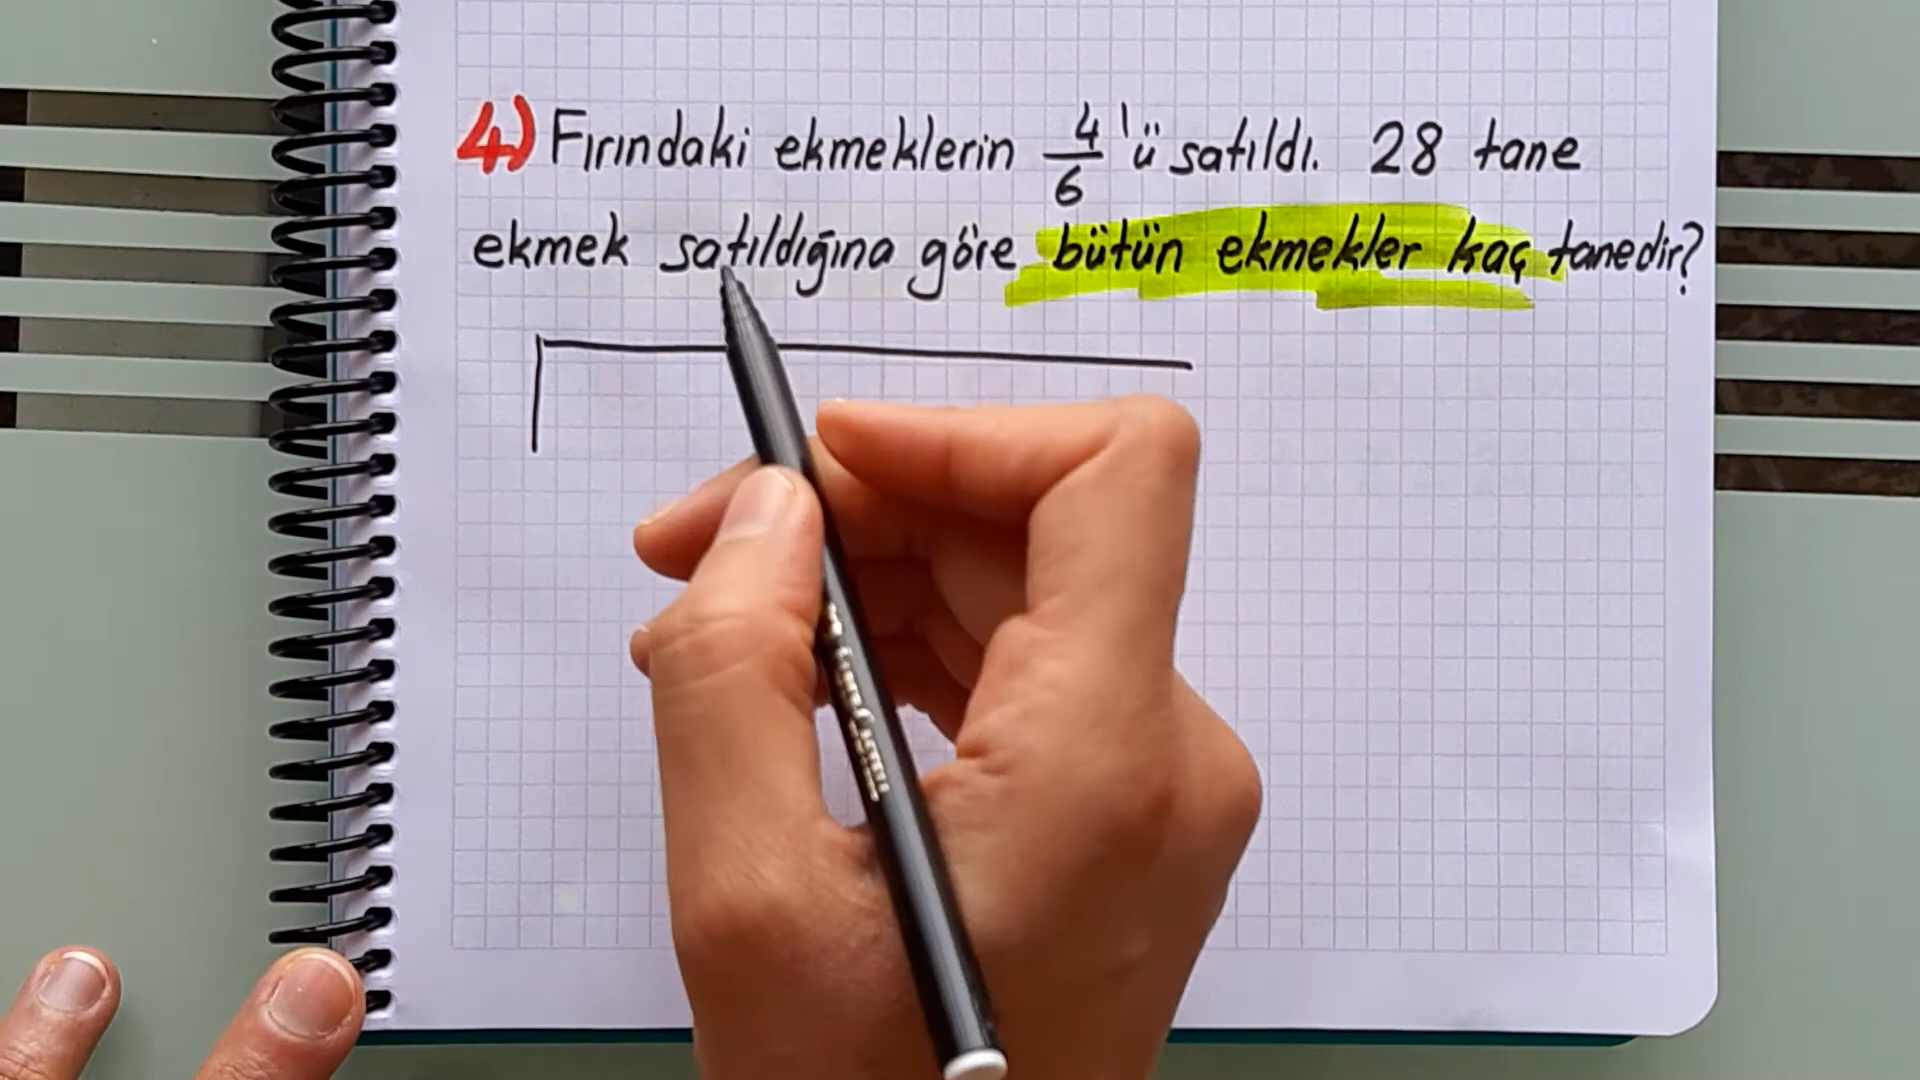 4) Fırındaki ekmeklerin 4/6'ü satıldı. 28 tane
ekmek satıldığına göre bütün ekmekler kaç tanedir?